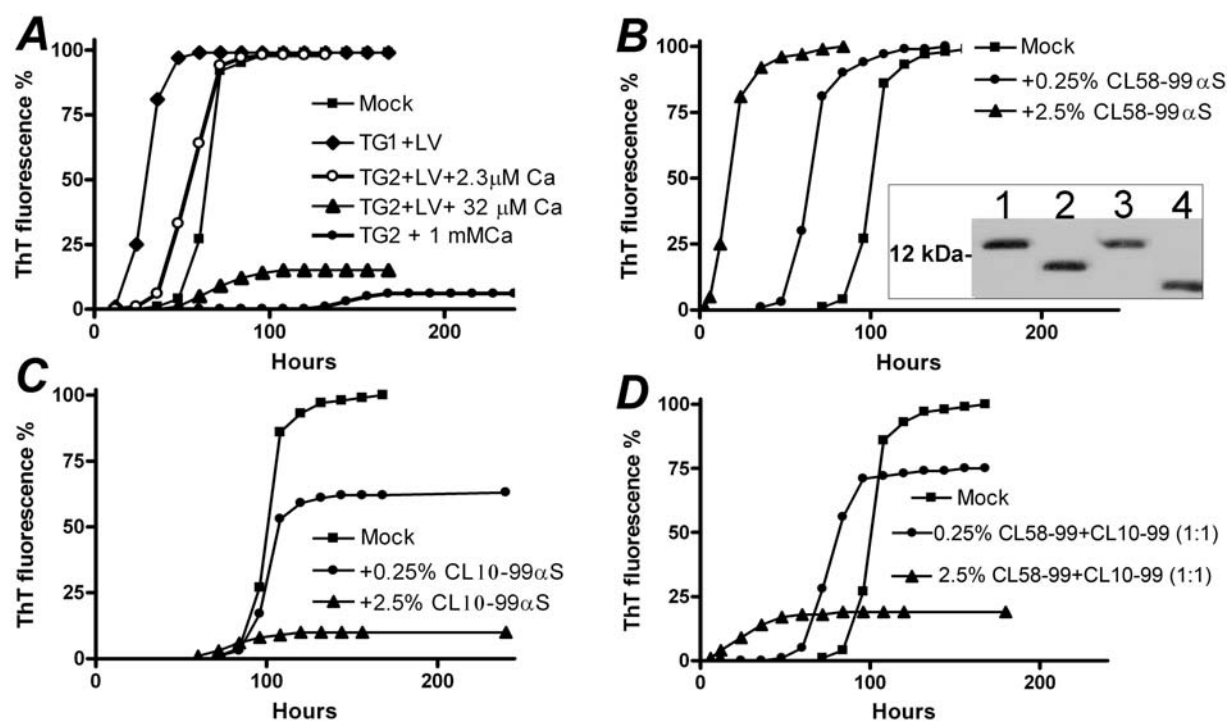 A
ThT fluorescence %
100
75
50
25
0
0
100
200
Hours
Mock
TG1+LV
TG2+LV+2.3µM Ca
TG2+LV+ 32 µM Ca
TG2 + 1 mMCa
B
ThT fluorescence %
100
75
50
25
0
0
100
200
Hours
Mock
+0.25% CL58-99 αS
+2.5% CL58-99 αS
1 2 3 4
12 kDa-
C
ThT fluorescence %
100
75
50
25
0
0
100
200
Hours
Mock
+0.25% CL10-99αS
+2.5% CL10-99αS
D
ThT fluorescence %
100
75
50
25
0
0
100
200
Hours
Mock
0.25% CL58-99+CL10-99 (1:1)
2.5% CL58-99+CL10-99 (1:1)